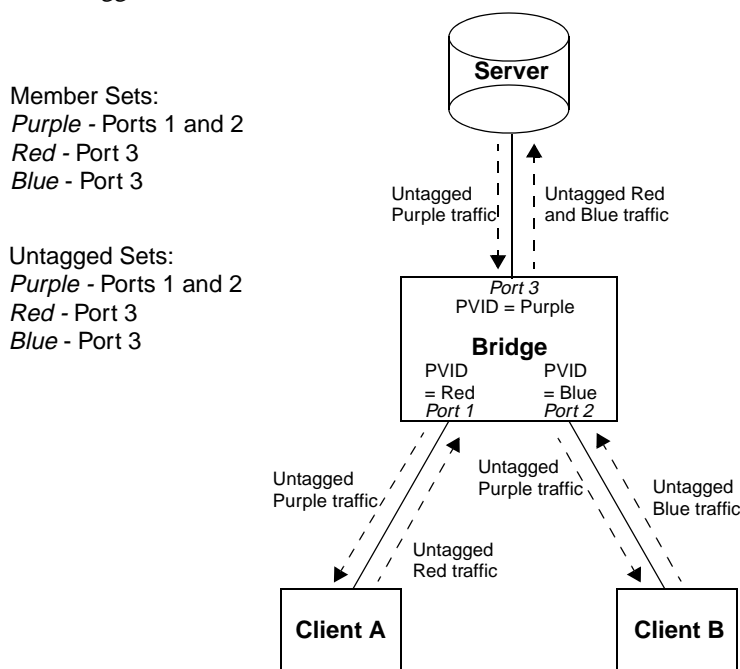 Server
Member Sets:
Purple - Ports 1 and 2
Red - Port 3
Blue - Port 3
Untagged
Purple traffic
Untagged Red
and Blue traffic
Untagged Sets:
Purple - Ports 1 and 2
Red - Port 3
Blue - Port 3
Port 3
PVID = Purple
Bridge
PVID
= Red
Port 1
PVID
= Blue
Port 2
Untagged
Purple traffic
Untagged
Red traffic
Untagged
Purple traffic
Untagged
Blue traffic
Client A
Client B